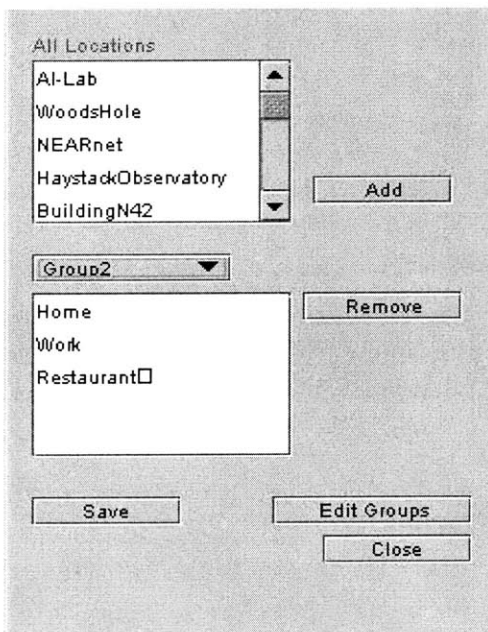 All Locations
AI-Lab
WoodsHole
NEARnet
HaystackObservatory
BuildingN42
Add
Group2
Home
Work
Restaurant□
Remove
Save
Edit Groups
Close